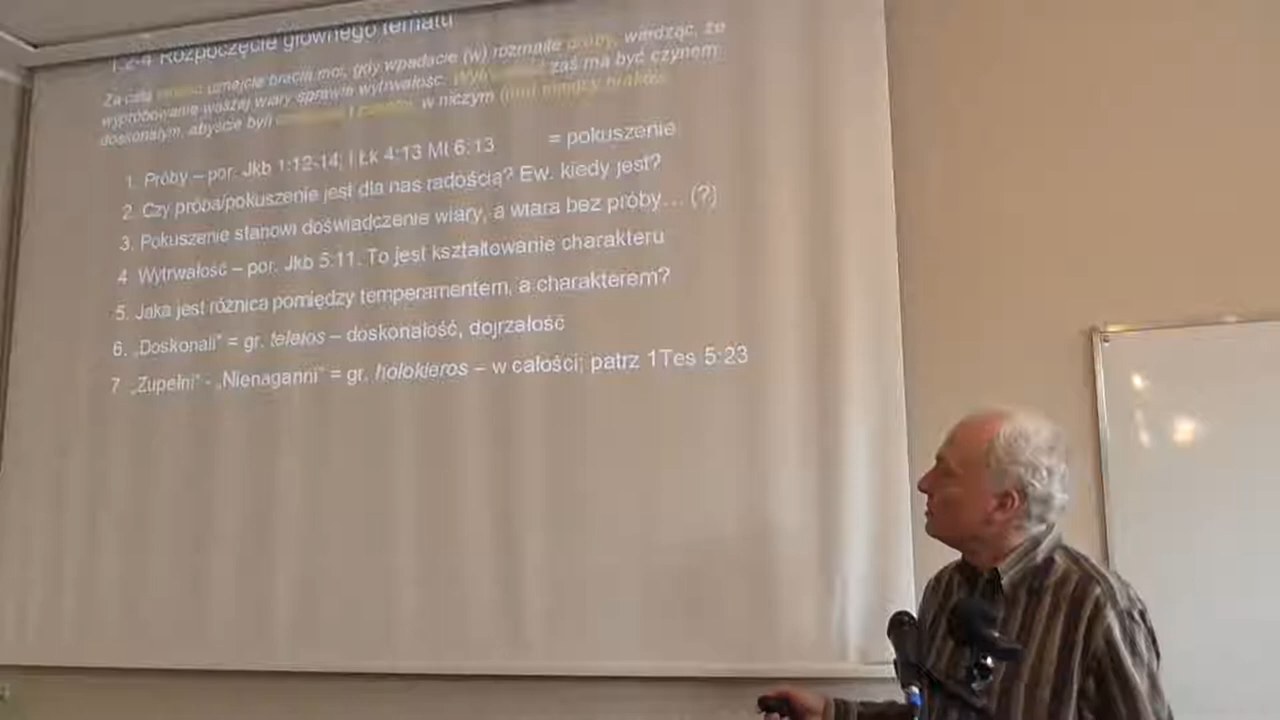 1.2-4 Rozpoczęcie głównego tematu
Za całą uznajcie bracia moi, gdy wpadacie (w) rozmaite próby, wiedząc, że
wypróbowanie waszej wiary sprawie wytrwałość. zaś ma być czynem
doskonałym, abyście byli i w niczym
1. Próby – por. Jkb 1:12-14; i Łk 4:13 Mt 6:13 = pokuszenie
2. Czy próba/pokuszenie jest dla nas radością? Ew. kiedy jest?
3. Pokuszenie stanowi doświadczenie wiary, a wiara bez próby… (?)
4 Wytrwałość – por. Jkb 5:11. To jest kształtowanie charakteru
5. Jaka jest różnica pomiędzy temperamentem, a charakterem?
6. „Doskonali” = gr. teleios – doskonałość, dojrzałość
7 „Zupełni” - „Nienaganni” = gr. holokleros – w całości; patrz 1Tes 5:23